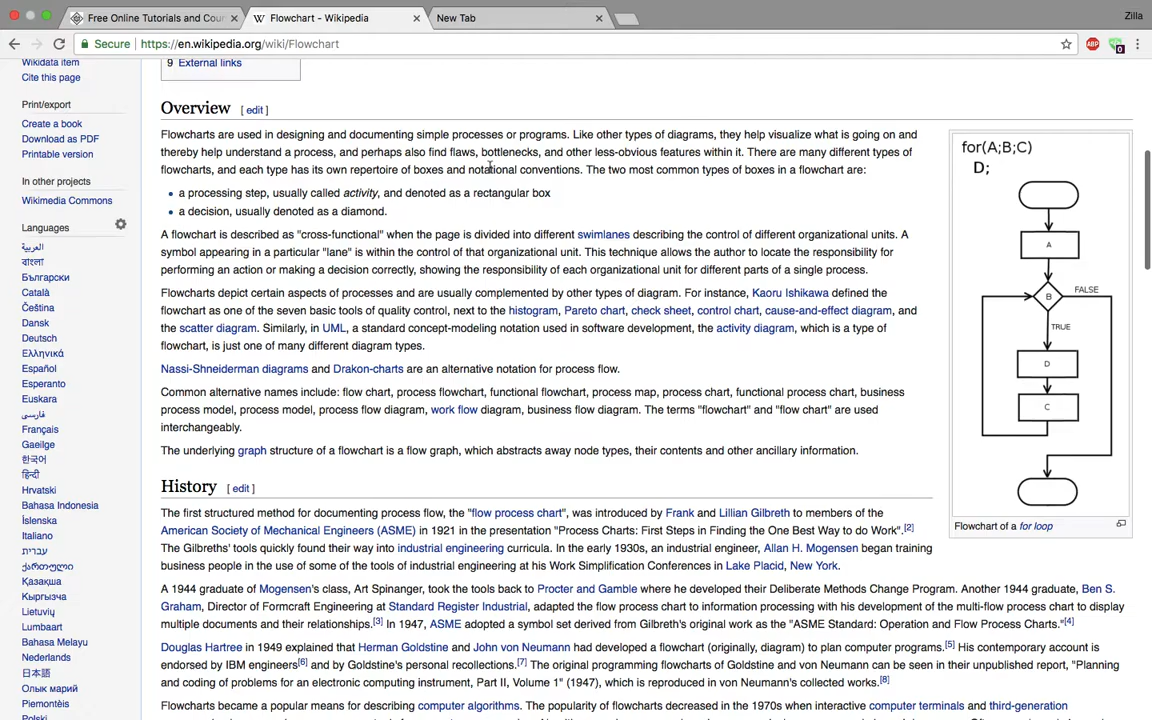 Free Online Tutorials and Cour
Flowchart - Wikipedia
New Tab
Zilla
Secure
https://en.wikipedia.org/wiki/Flowchart
ABP
0
Wikidata item
Cite this page
Print/export
Create a book
Download as PDF
Printable version
In other projects
Wikimedia Commons
Languages
العربية
বাংলা
Български
Català
Čeština
Dansk
Deutsch
Ελληνικά
Español
Esperanto
Euskara
فارسی
Français
Gaeilge
한국어
हिन्दी
Hrvatski
Bahasa Indonesia
Íslenska
Italiano
עברית
ქართული
Қазақша
Кыргызча
Lietuvių
Lumbaart
Bahasa Melayu
Nederlands
日本語
Олык марий
Piemontèis
Polski
9 External links
Overview [ edit ]
Flowcharts are used in designing and documenting simple processes or programs. Like other types of diagrams, they help visualize what is going on and
thereby help understand a process, and perhaps also find flaws, bottlenecks, and other less-obvious features within it. There are many different types of
flowcharts, and each type has its own repertoire of boxes and notational conventions. The two most common types of boxes in a flowchart are:
• a processing step, usually called activity, and denoted as a rectangular box
• a decision, usually denoted as a diamond.
A flowchart is described as "cross-functional" when the page is divided into different swimlanes describing the control of different organizational units. A
symbol appearing in a particular "lane" is within the control of that organizational unit. This technique allows the author to locate the responsibility for
performing an action or making a decision correctly, showing the responsibility of each organizational unit for different parts of a single process.
Flowcharts depict certain aspects of processes and are usually complemented by other types of diagram. For instance, Kaoru Ishikawa defined the
flowchart as one of the seven basic tools of quality control, next to the histogram, Pareto chart, check sheet, control chart, cause-and-effect diagram, and
the scatter diagram. Similarly, in UML, a standard concept-modeling notation used in software development, the activity diagram, which is a type of
flowchart, is just one of many different diagram types.
Nassi-Shneiderman diagrams and Drakon-charts are an alternative notation for process flow.
Common alternative names include: flow chart, process flowchart, functional flowchart, process map, process chart, functional process chart, business
process model, process model, process flow diagram, work flow diagram, business flow diagram. The terms "flowchart" and "flow chart" are used
interchangeably.
The underlying graph structure of a flowchart is a flow graph, which abstracts away node types, their contents and other ancillary information.
for(A;B;C)
D;
A
B
FALSE
TRUE
D
C
Flowchart of a for loop
History [ edit ]
The first structured method for documenting process flow, the "flow process chart", was introduced by Frank and Lillian Gilbreth to members of the
American Society of Mechanical Engineers (ASME) in 1921 in the presentation "Process Charts: First Steps in Finding the One Best Way to do Work".[2]
The Gilbreths' tools quickly found their way into industrial engineering curricula. In the early 1930s, an industrial engineer, Allan H. Mogensen began training
business people in the use of some of the tools of industrial engineering at his Work Simplification Conferences in Lake Placid, New York.
A 1944 graduate of Mogensen's class, Art Spinanger, took the tools back to Procter and Gamble where he developed their Deliberate Methods Change Program. Another 1944 graduate, Ben S.
Graham, Director of Formcraft Engineering at Standard Register Industrial, adapted the flow process chart to information processing with his development of the multi-flow process chart to display
multiple documents and their relationships.[3] In 1947, ASME adopted a symbol set derived from Gilbreth's original work as the "ASME Standard: Operation and Flow Process Charts."[4]
Douglas Hartree in 1949 explained that Herman Goldstine and John von Neumann had developed a flowchart (originally, diagram) to plan computer programs.[5] His contemporary account is
endorsed by IBM engineers[6] and by Goldstine's personal recollections.[7] The original programming flowcharts of Goldstine and von Neumann can be seen in their unpublished report, "Planning
and coding of problems for an electronic computing instrument, Part II, Volume 1" (1947), which is reproduced in von Neumann's collected works.[8]
Flowcharts became a popular means for describing computer algorithms. The popularity of flowcharts decreased in the 1970s when interactive computer terminals and third-generation